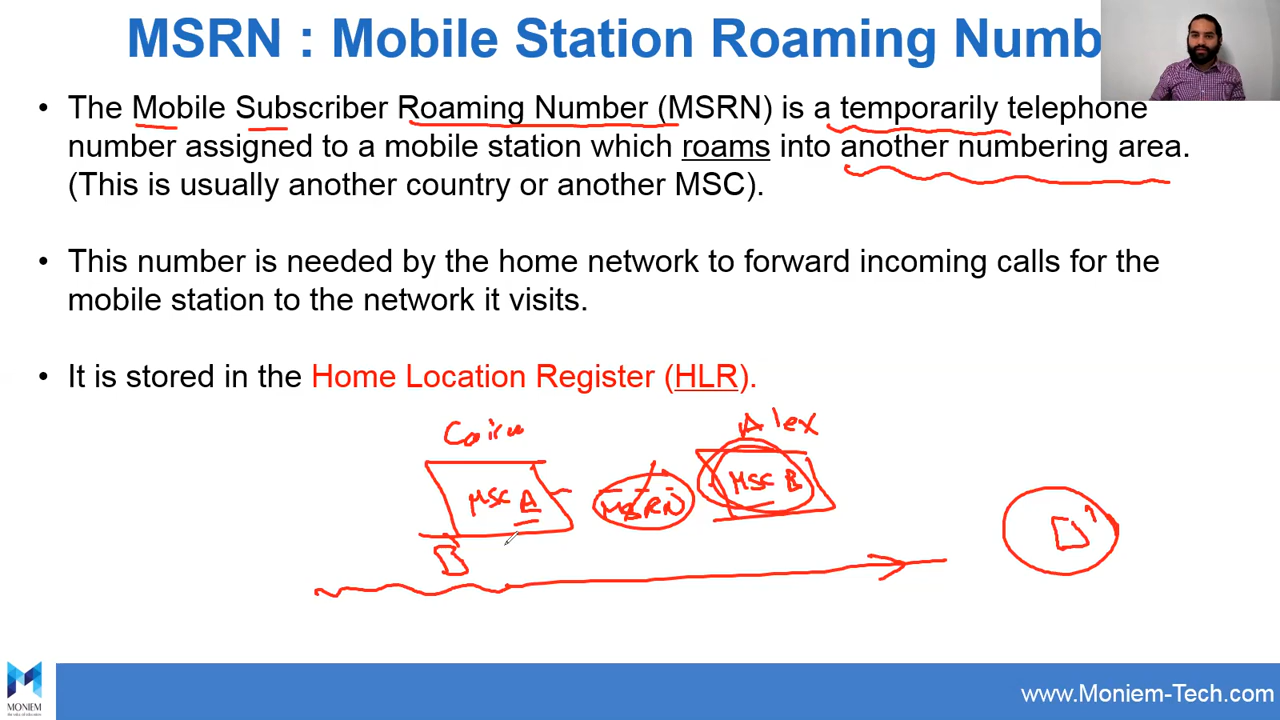 MSRN : Mobile Station Roaming Numb
• The Mobile Subscriber Roaming Number (MSRN) is a temporarily telephone
number assigned to a mobile station which roams into another numbering area.
(This is usually another country or another MSC).
• This number is needed by the home network to forward incoming calls for the
mobile station to the network it visits.
• It is stored in the Home Location Register (HLR).
Cairo
Alex
MSC A
MSRN
MSC B
MONIEM
www.Moniem-Tech.com